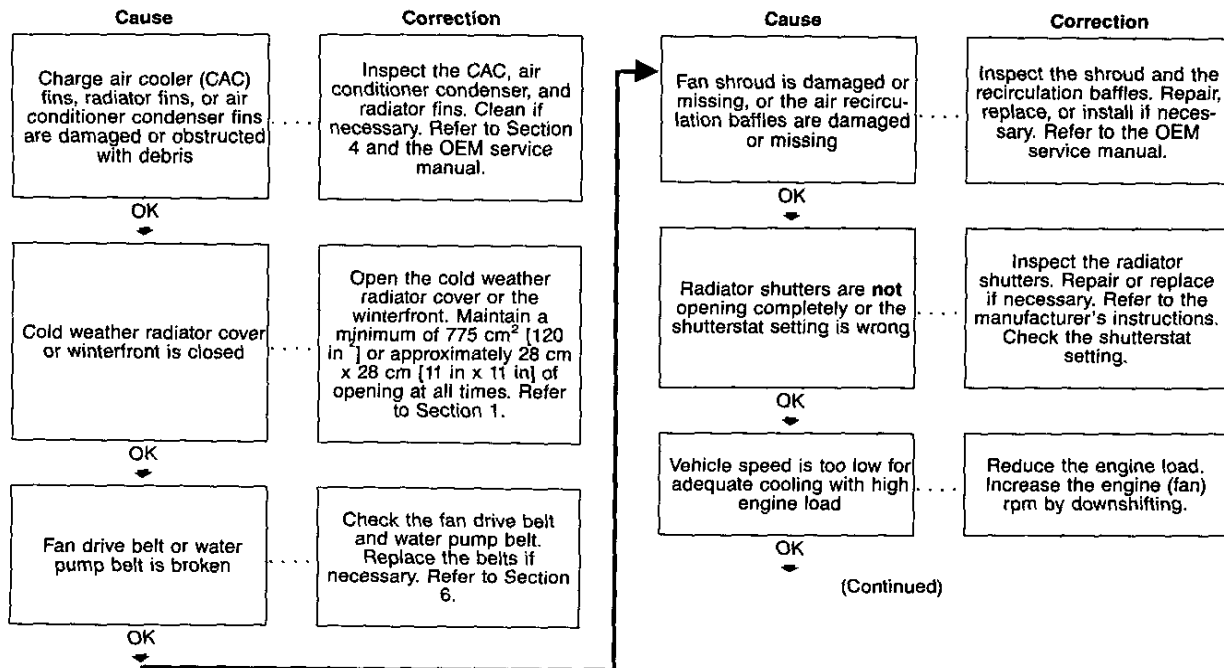 Cause
Correction
Charge air cooler (CAC)
fins, radiator fins, or air
conditioner condenser fins
are damaged or obstructed
with debris
Inspect the CAC, air
conditioner condenser, and
radiator fins. Clean if
necessary. Refer to Section
4 and the OEM service
manual.
OK
Cold weather radiator cover
or winterfront is closed
Open the cold weather
radiator cover or the
winterfront. Maintain a
minimum of 775 cm² [120
in ²] or approximately 28 cm
x 28 cm [11 in x 11 in] of
opening at all times. Refer
to Section 1.
OK
Fan drive belt or water
pump belt is broken
Check the fan drive belt
and water pump belt.
Replace the belts if
necessary. Refer to Section
6.
OK
Cause
Correction
Fan shroud is damaged or
missing, or the air recircu-
lation baffles are damaged
or missing
Inspect the shroud and the
recirculation baffles. Repair,
replace, or install if neces-
sary. Refer to the OEM
service manual.
OK
Radiator shutters are not
opening completely or the
shutterstat setting is wrong
Inspect the radiator
shutters. Repair or replace
if necessary. Refer to the
manufacturer's instructions.
Check the shutterstat
setting.
OK
Vehicle speed is too low for
adequate cooling with high
engine load
Reduce the engine load.
Increase the engine (fan)
rpm by downshifting.
OK
(Continued)